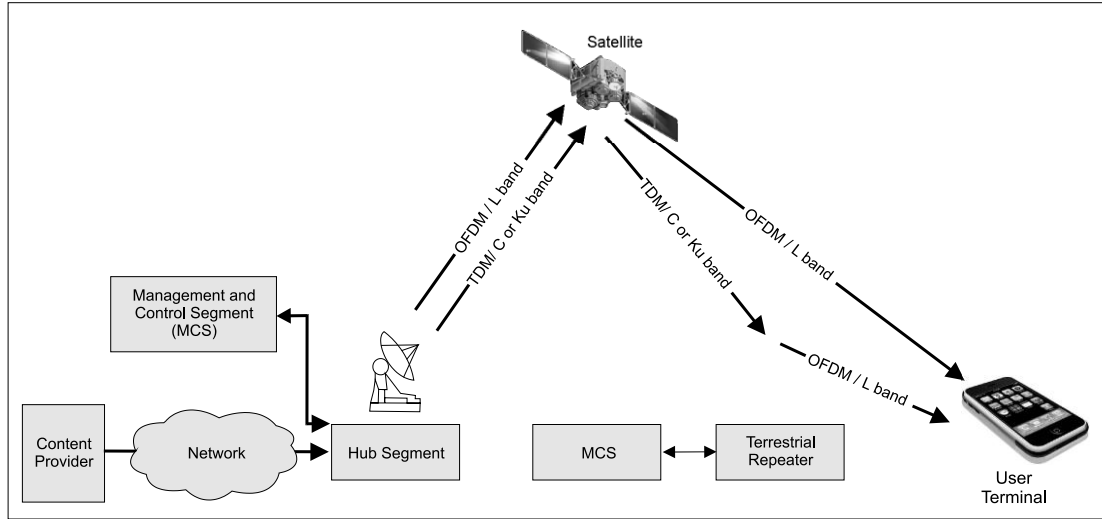 Satellite
OFDM / L band
TDM/ C or Ku band
TDM/ C or Ku band
OFDM / L band
OFDM / L band
Management and
Control Segment
(MCS)
Content
Provider
Network
Hub Segment
MCS
Terrestrial
Repeater
User
Terminal